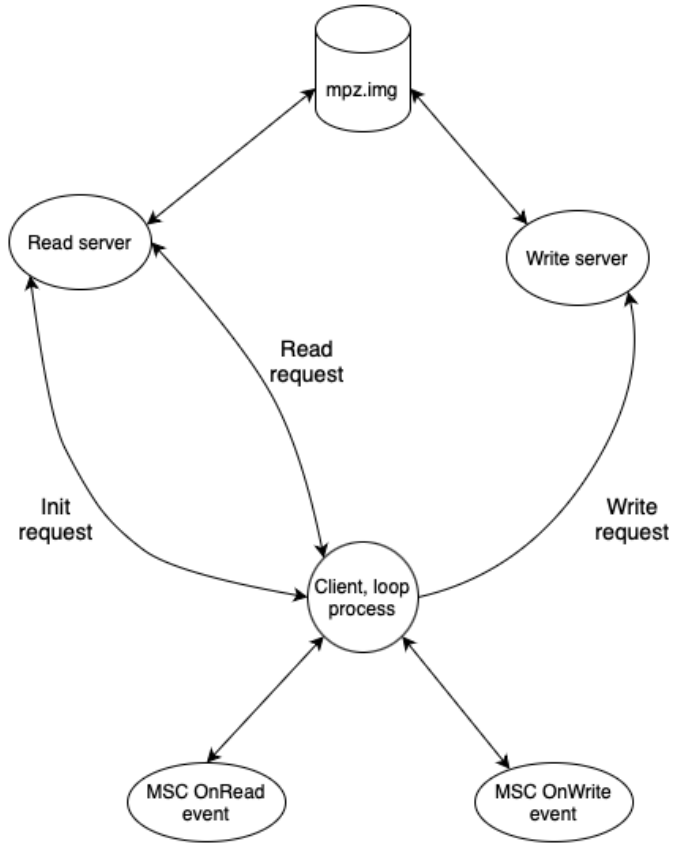 mpz.img
Read server
Write server
Read
request
Init
request
Write
request
Client, loop
process
MSC OnRead
event
MSC OnWrite
event